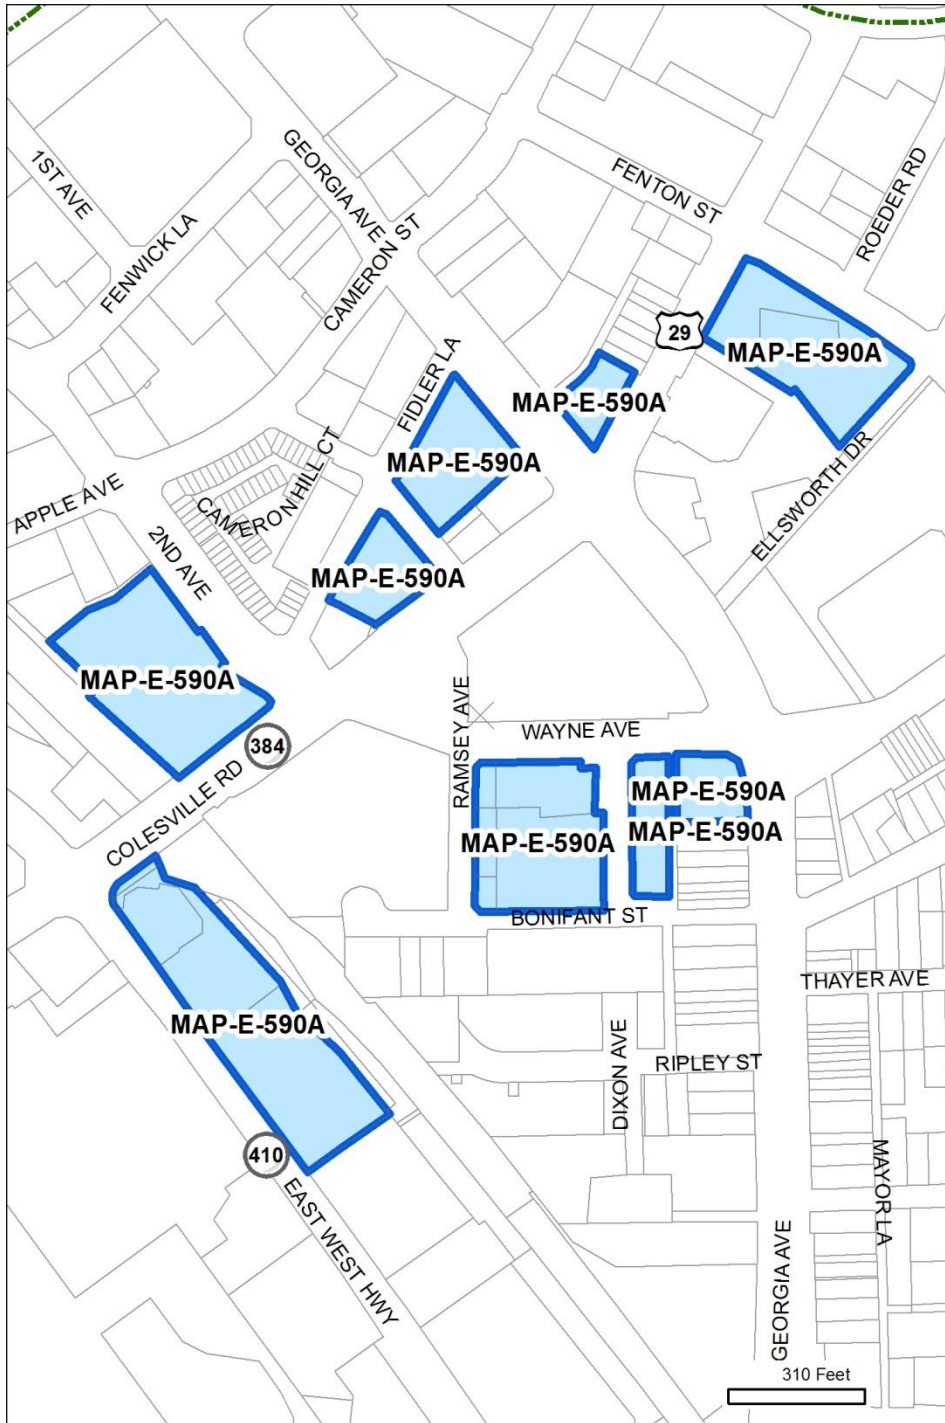 1ST AVE
FENWICK LA
GEORGIA AVE
CAMERON ST
FENTON ST
ROEDER RD
29
MAP-E-590A
FIDLER LA
MAP-E-590A
MAP-E-590A
ELLSWORTH DR
APPLE AVE
CAMERON HILL CT
2ND AVE
MAP-E-590A
MAP-E-590A
384
COLESVILLE RD
RAMSEY AVE
WAYNE AVE
MAP-E-590A
MAP-E-590A
MAP-E-590A
BONIFANT ST
THAYER AVE
MAP-E-590A
DIXON AVE
RIPLEY ST
410
EAST WEST HWY
MAYOR LA
GEORGIA AVE
310 Feet